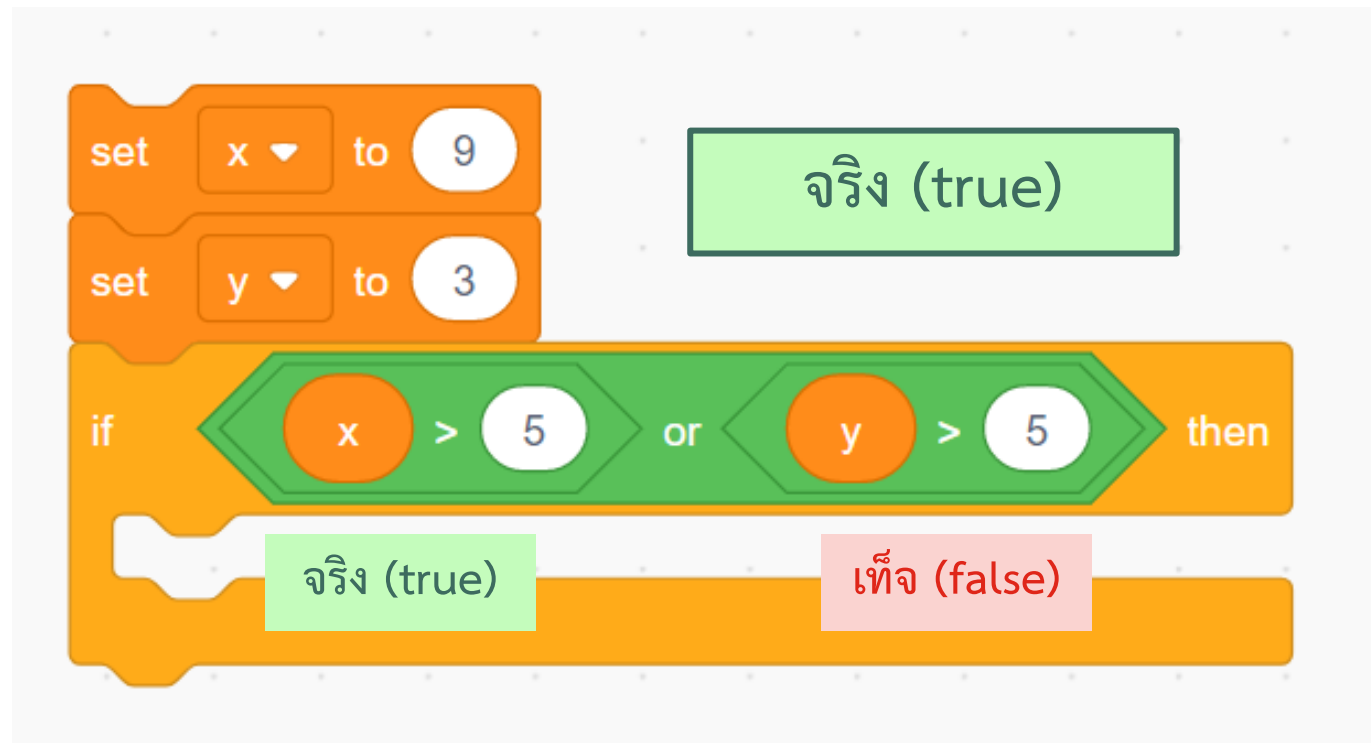 set x to 9
จริง (true)
set y to 3
if x > 5 or y > 5 then
จริง (true)
เท็จ (false)